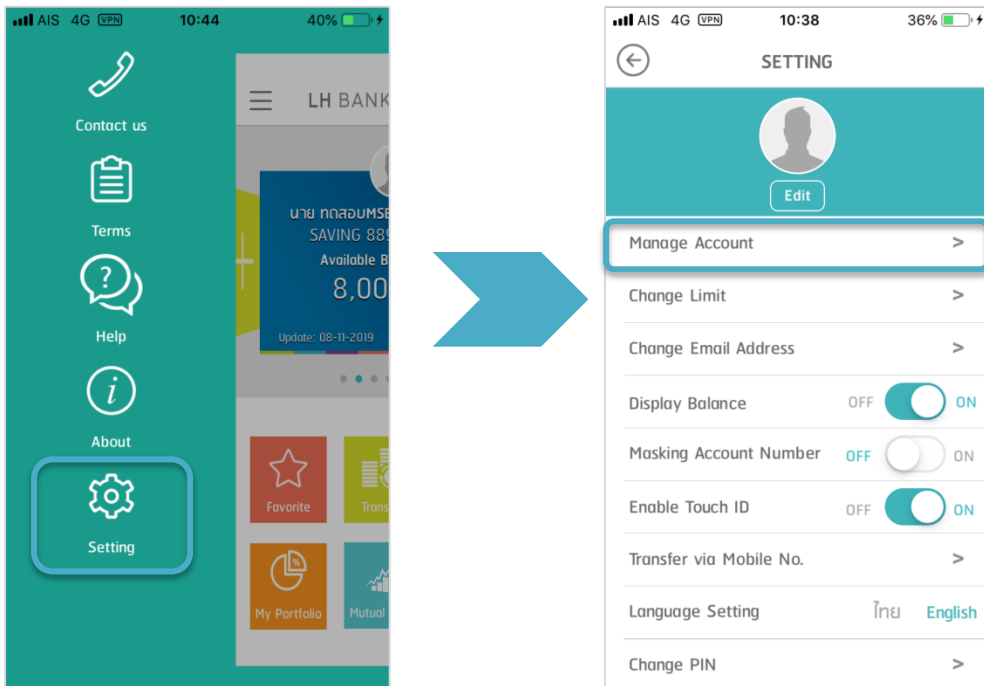 AIS 4G VPN 10:44 40%
Contact us
Terms
Help
About
Setting
LH BANK
นาย ทดสอบMSB
SAVING 889
Available B
8,00
Update: 08-11-2019
Favorite
Trans
My Portfolio
Mutual
AIS 4G VPN 10:38 36%
SETTING
Edit
Manage Account >
Change Limit >
Change Email Address >
Display Balance OFF ON
Masking Account Number OFF ON
Enable Touch ID OFF ON
Transfer via Mobile No. >
Language Setting ไทย English
Change PIN >